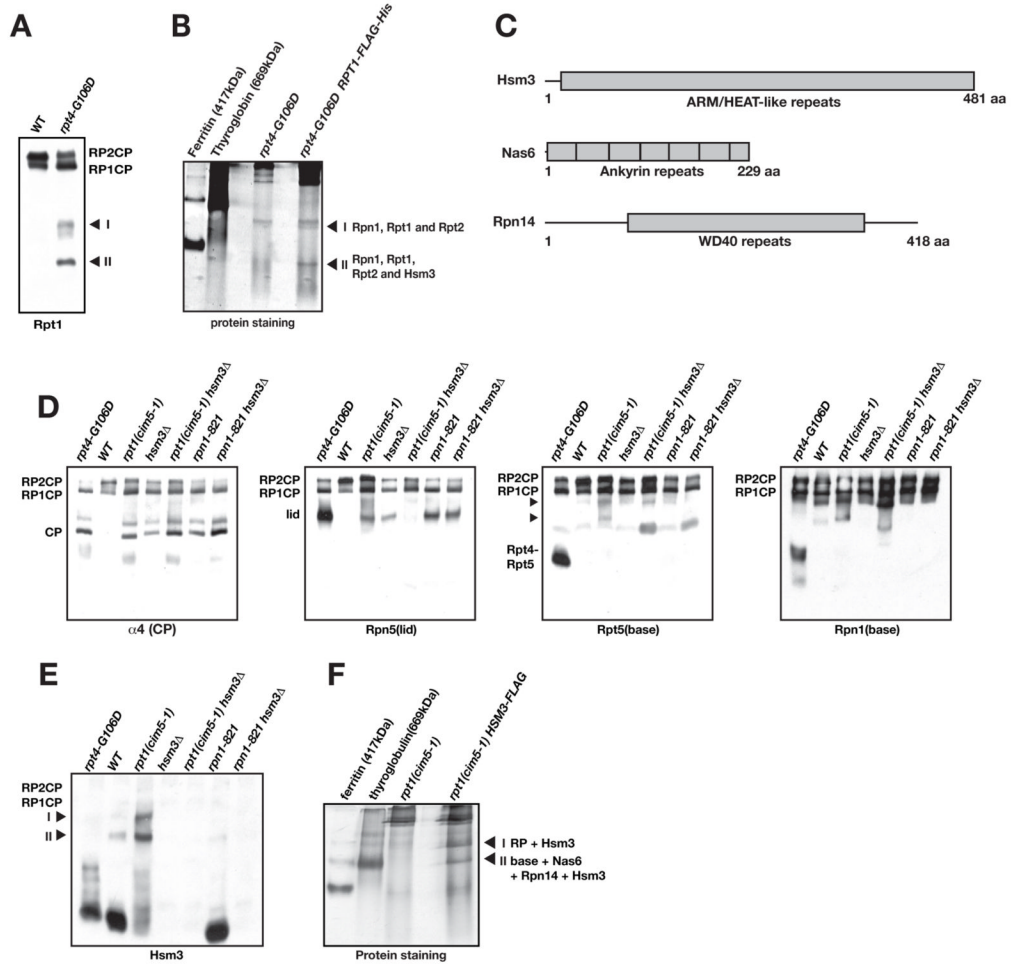 A
WT
rpt4-G106D
RP2CP
RP1CP
I
II
Rpt1
B
Ferritin (417kDa)
Thyroglobin (669kDa)
rpt4-G106D
rpt4-G106D RPT1-FLAG-His
I Rpn1, Rpt1 and Rpt2
II Rpn1, Rpt1,
Rpt2 and Hsm3
protein staining
C
Hsm3
1
ARM/HEAT-like repeats
481 aa
Nas6
1
Ankyrin repeats
229 aa
Rpn14
1
WD40 repeats
418 aa
D
rpt4-G106D
WT
rpt1(cim5-1)
hsm3Δ
rpt1(cim5-1) hsm3Δ
rpn1-821
rpn1-821 hsm3Δ
RP2CP
RP1CP
CP
α4 (CP)
rpt4-G106D
WT
rpt1(cim5-1)
hsm3Δ
rpt1(cim5-1) hsm3Δ
rpn1-821
rpn1-821 hsm3Δ
RP2CP
RP1CP
lid
Rpn5(lid)
rpt4-G106D
WT
rpt1(cim5-1)
hsm3Δ
rpt1(cim5-1) hsm3Δ
rpn1-821
rpn1-821 hsm3Δ
RP2CP
RP1CP
Rpt4-
Rpt5
Rpt5(base)
rpt4-G106D
WT
rpt1(cim5-1)
hsm3Δ
rpt1(cim5-1) hsm3Δ
rpn1-821
rpn1-821 hsm3Δ
RP2CP
RP1CP
Rpn1(base)
E
rpt4-G106D
WT
rpt1(cim5-1)
hsm3Δ
rpt1(cim5-1) hsm3Δ
rpn1-821
rpn1-821 hsm3Δ
RP2CP
RP1CP
I
II
Hsm3
F
ferritin (417kDa)
thyroglobulin(669kDa)
rpt1(cim5-1)
rpt1(cim5-1) HSM3-FLAG
I RP + Hsm3
II base + Nas6
+ Rpn14 + Hsm3
Protein staining